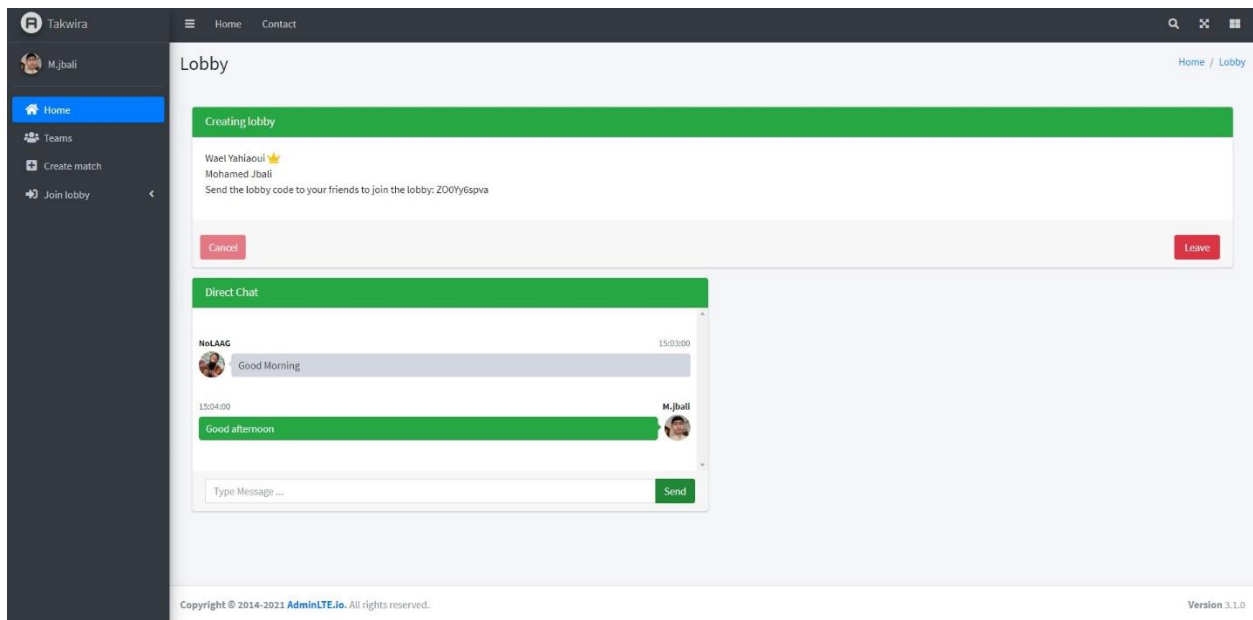 Takwira
Home Contact
M.jbali
Lobby
Home / Lobby
Home
Teams
Create match
Join lobby
Creating lobby
Wael Yahiaoui
Mohamed Jbali
Send the lobby code to your friends to join the lobby: ZO0Yy6spva
Cancel Leave
Direct Chat
NoLAAG 15:03:00
Good Morning
15:04:00 M.jbali
Good afternoon
Type Message ... Send
Copyright © 2014-2021 AdminLTE.io. All rights reserved. Version 3.1.0